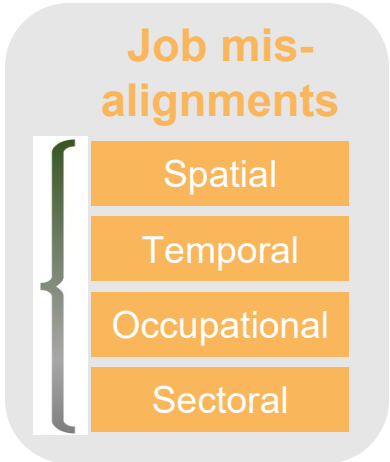 Job mis-
alignments
Spatial
Temporal
Occupational
Sectoral